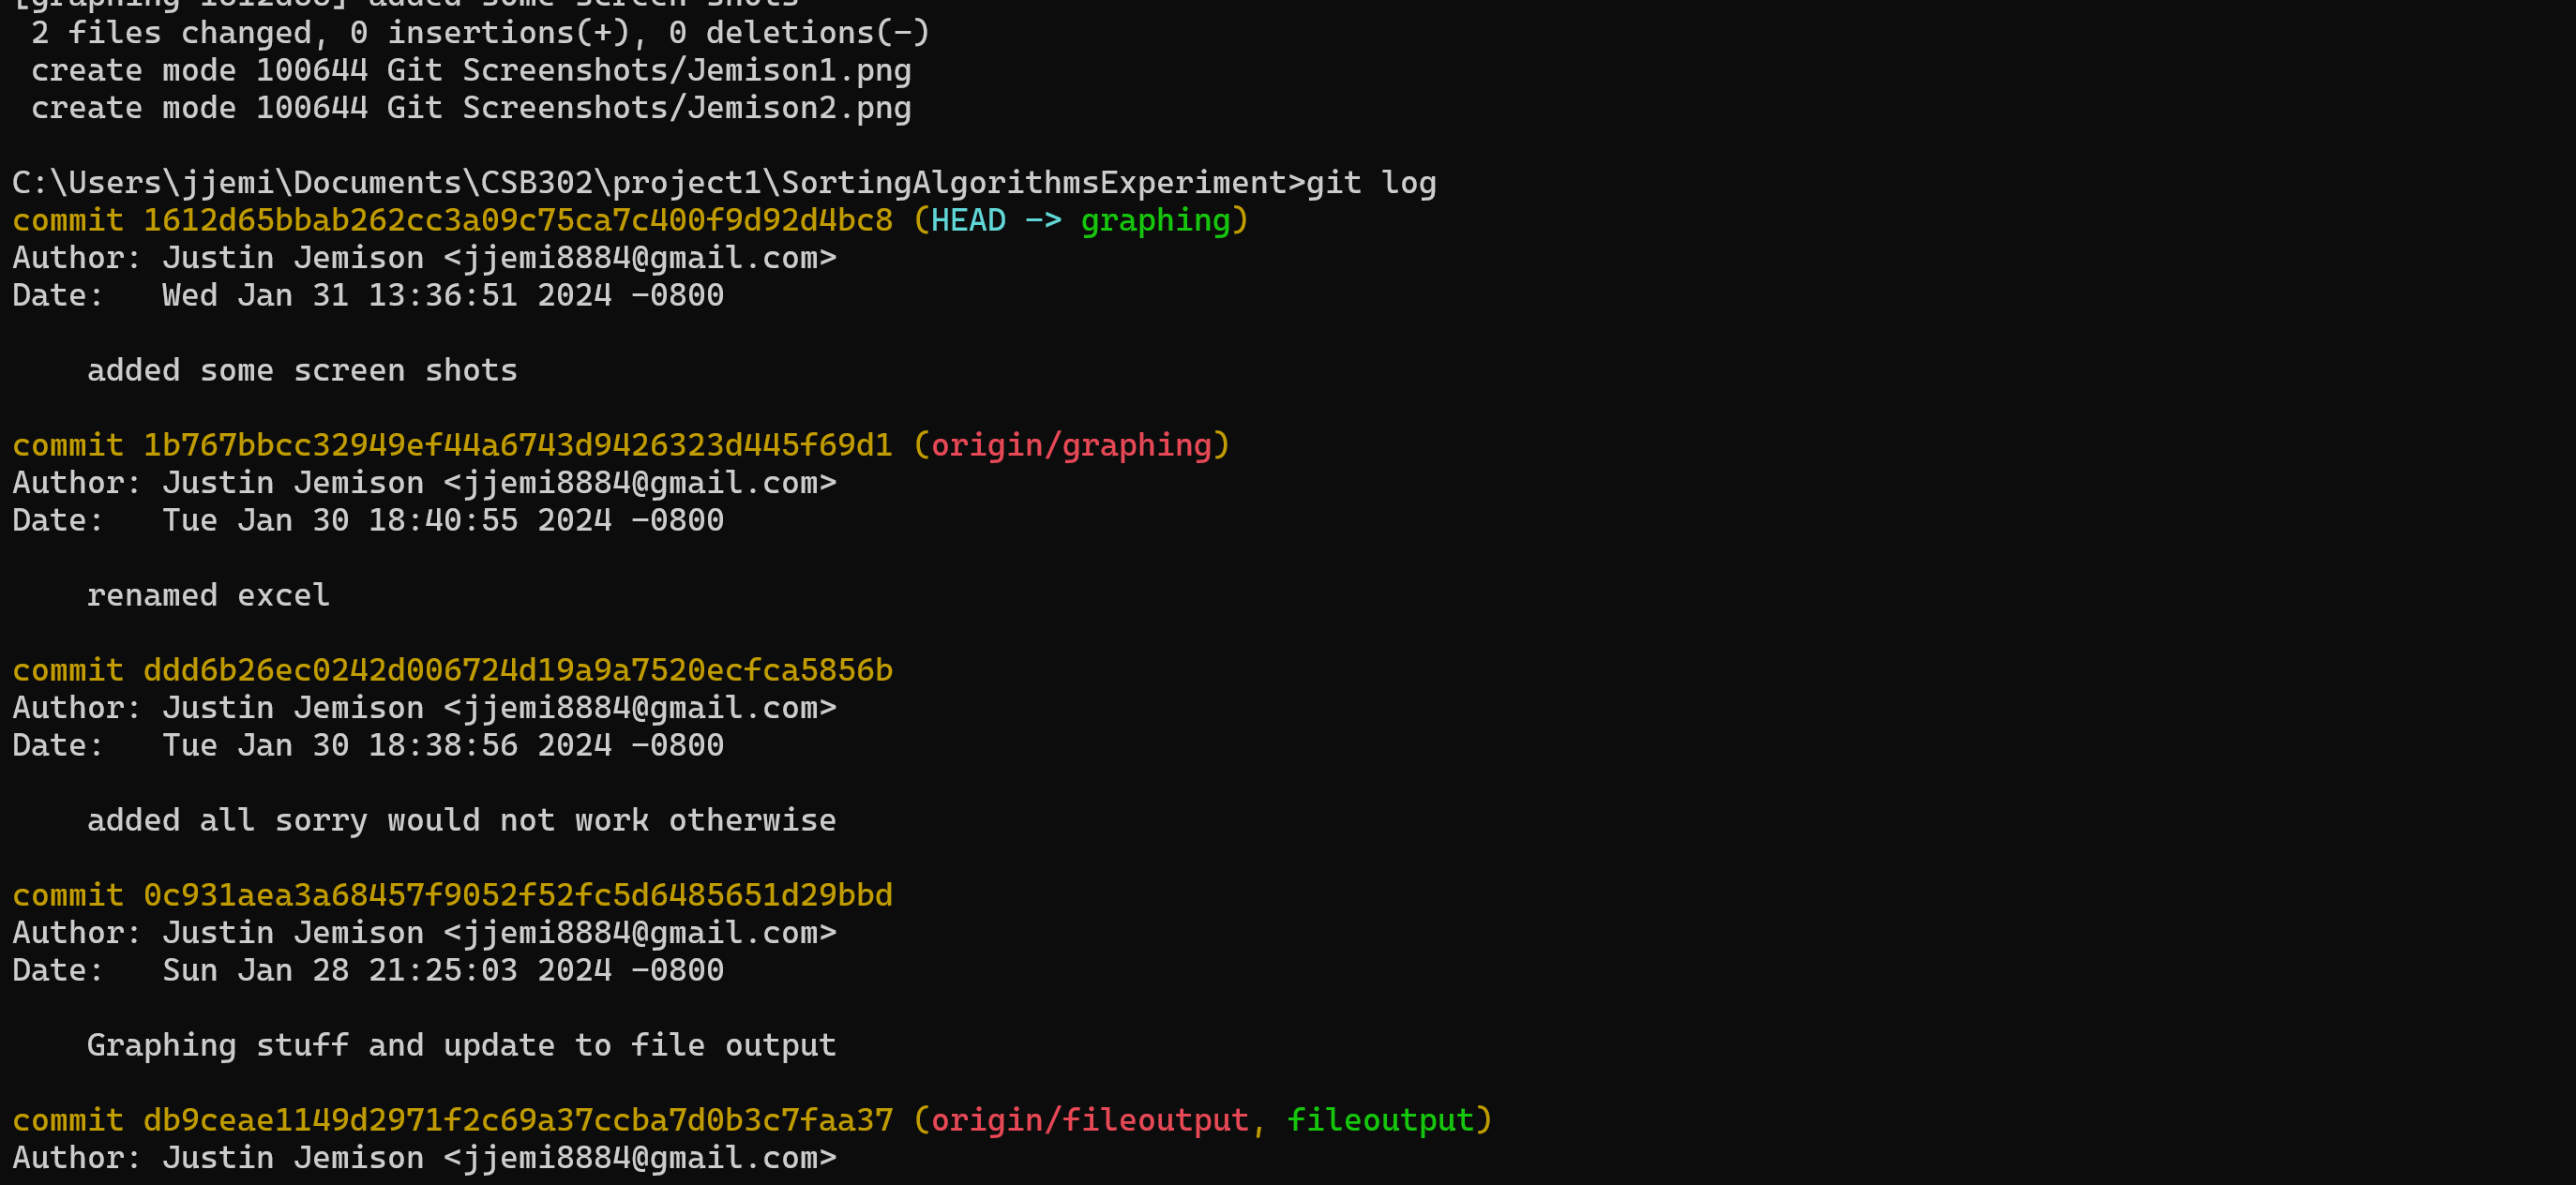 [graphing 1612d65] added some screen shots
 2 files changed, 0 insertions(+), 0 deletions(-)
 create mode 100644 Git Screenshots/Jemison1.png
 create mode 100644 Git Screenshots/Jemison2.png
C:\Users\jjemi\Documents\CSB302\project1\SortingAlgorithmsExperiment>git log
commit 1612d65bbab262cc3a09c75ca7c400f9d92d4bc8 (HEAD -> graphing)
Author: Justin Jemison <jjemi8884@gmail.com>
Date:   Wed Jan 31 13:36:51 2024 -0800
    added some screen shots
commit 1b767bbcc32949ef44a6743d9426323d445f69d1 (origin/graphing)
Author: Justin Jemison <jjemi8884@gmail.com>
Date:   Tue Jan 30 18:40:55 2024 -0800
    renamed excel
commit ddd6b26ec0242d006724d19a9a7520ecfca5856b
Author: Justin Jemison <jjemi8884@gmail.com>
Date:   Tue Jan 30 18:38:56 2024 -0800
    added all sorry would not work otherwise
commit 0c931aea3a68457f9052f52fc5d6485651d29bbd
Author: Justin Jemison <jjemi8884@gmail.com>
Date:   Sun Jan 28 21:25:03 2024 -0800
    Graphing stuff and update to file output
commit db9ceae1149d2971f2c69a37ccba7d0b3c7faa37 (origin/fileoutput, fileoutput)
Author: Justin Jemison <jjemi8884@gmail.com>